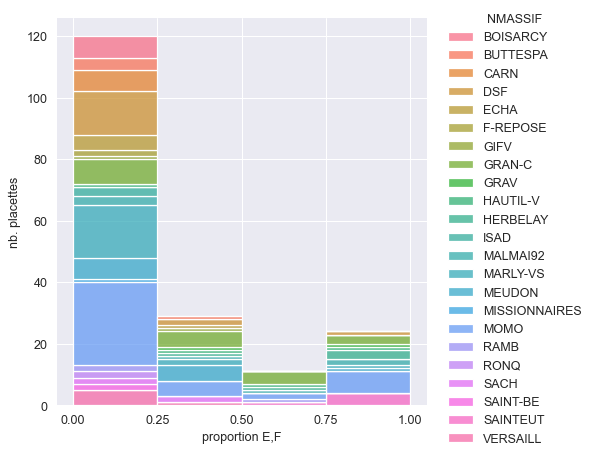 NMASSIF
BOISARCY
BUTTESPA
CARN
DSF
ECHA
F-REPOSE
GIFV
GRAN-C
GRAV
HAUTIL-V
HERBELAY
ISAD
MALMAI92
MARLY-VS
MEUDON
MISSIONNAIRES
MOMO
RAMB
RONQ
SACH
SAINT-BE
SAINTEUT
VERSAILL
nb. placettes
120
100
80
60
40
20
0
0.00 0.25 0.50 0.75 1.00
proportion E,F